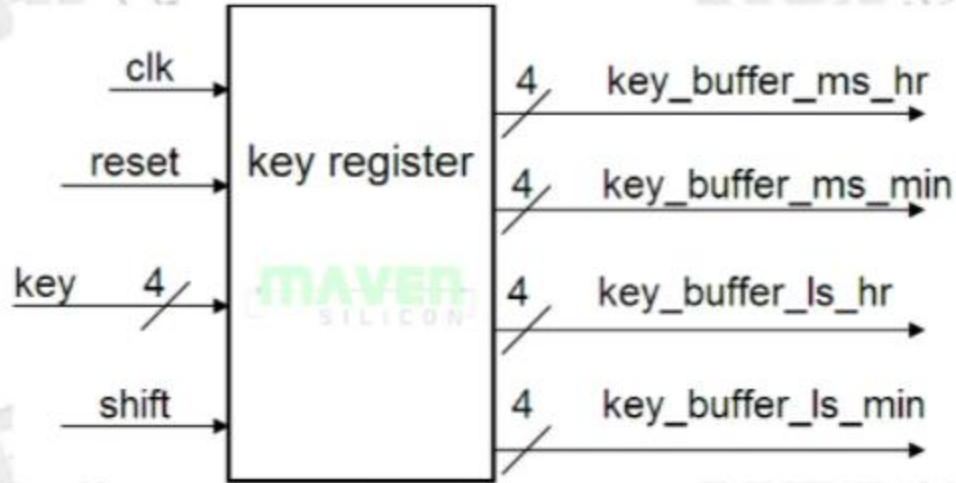 clk
4 key_buffer_ms_hr
reset
key register
4 key_buffer_ms_min
key 4
MAVEN
SILICON
4 key_buffer_ls_hr
shift
4 key_buffer_ls_min